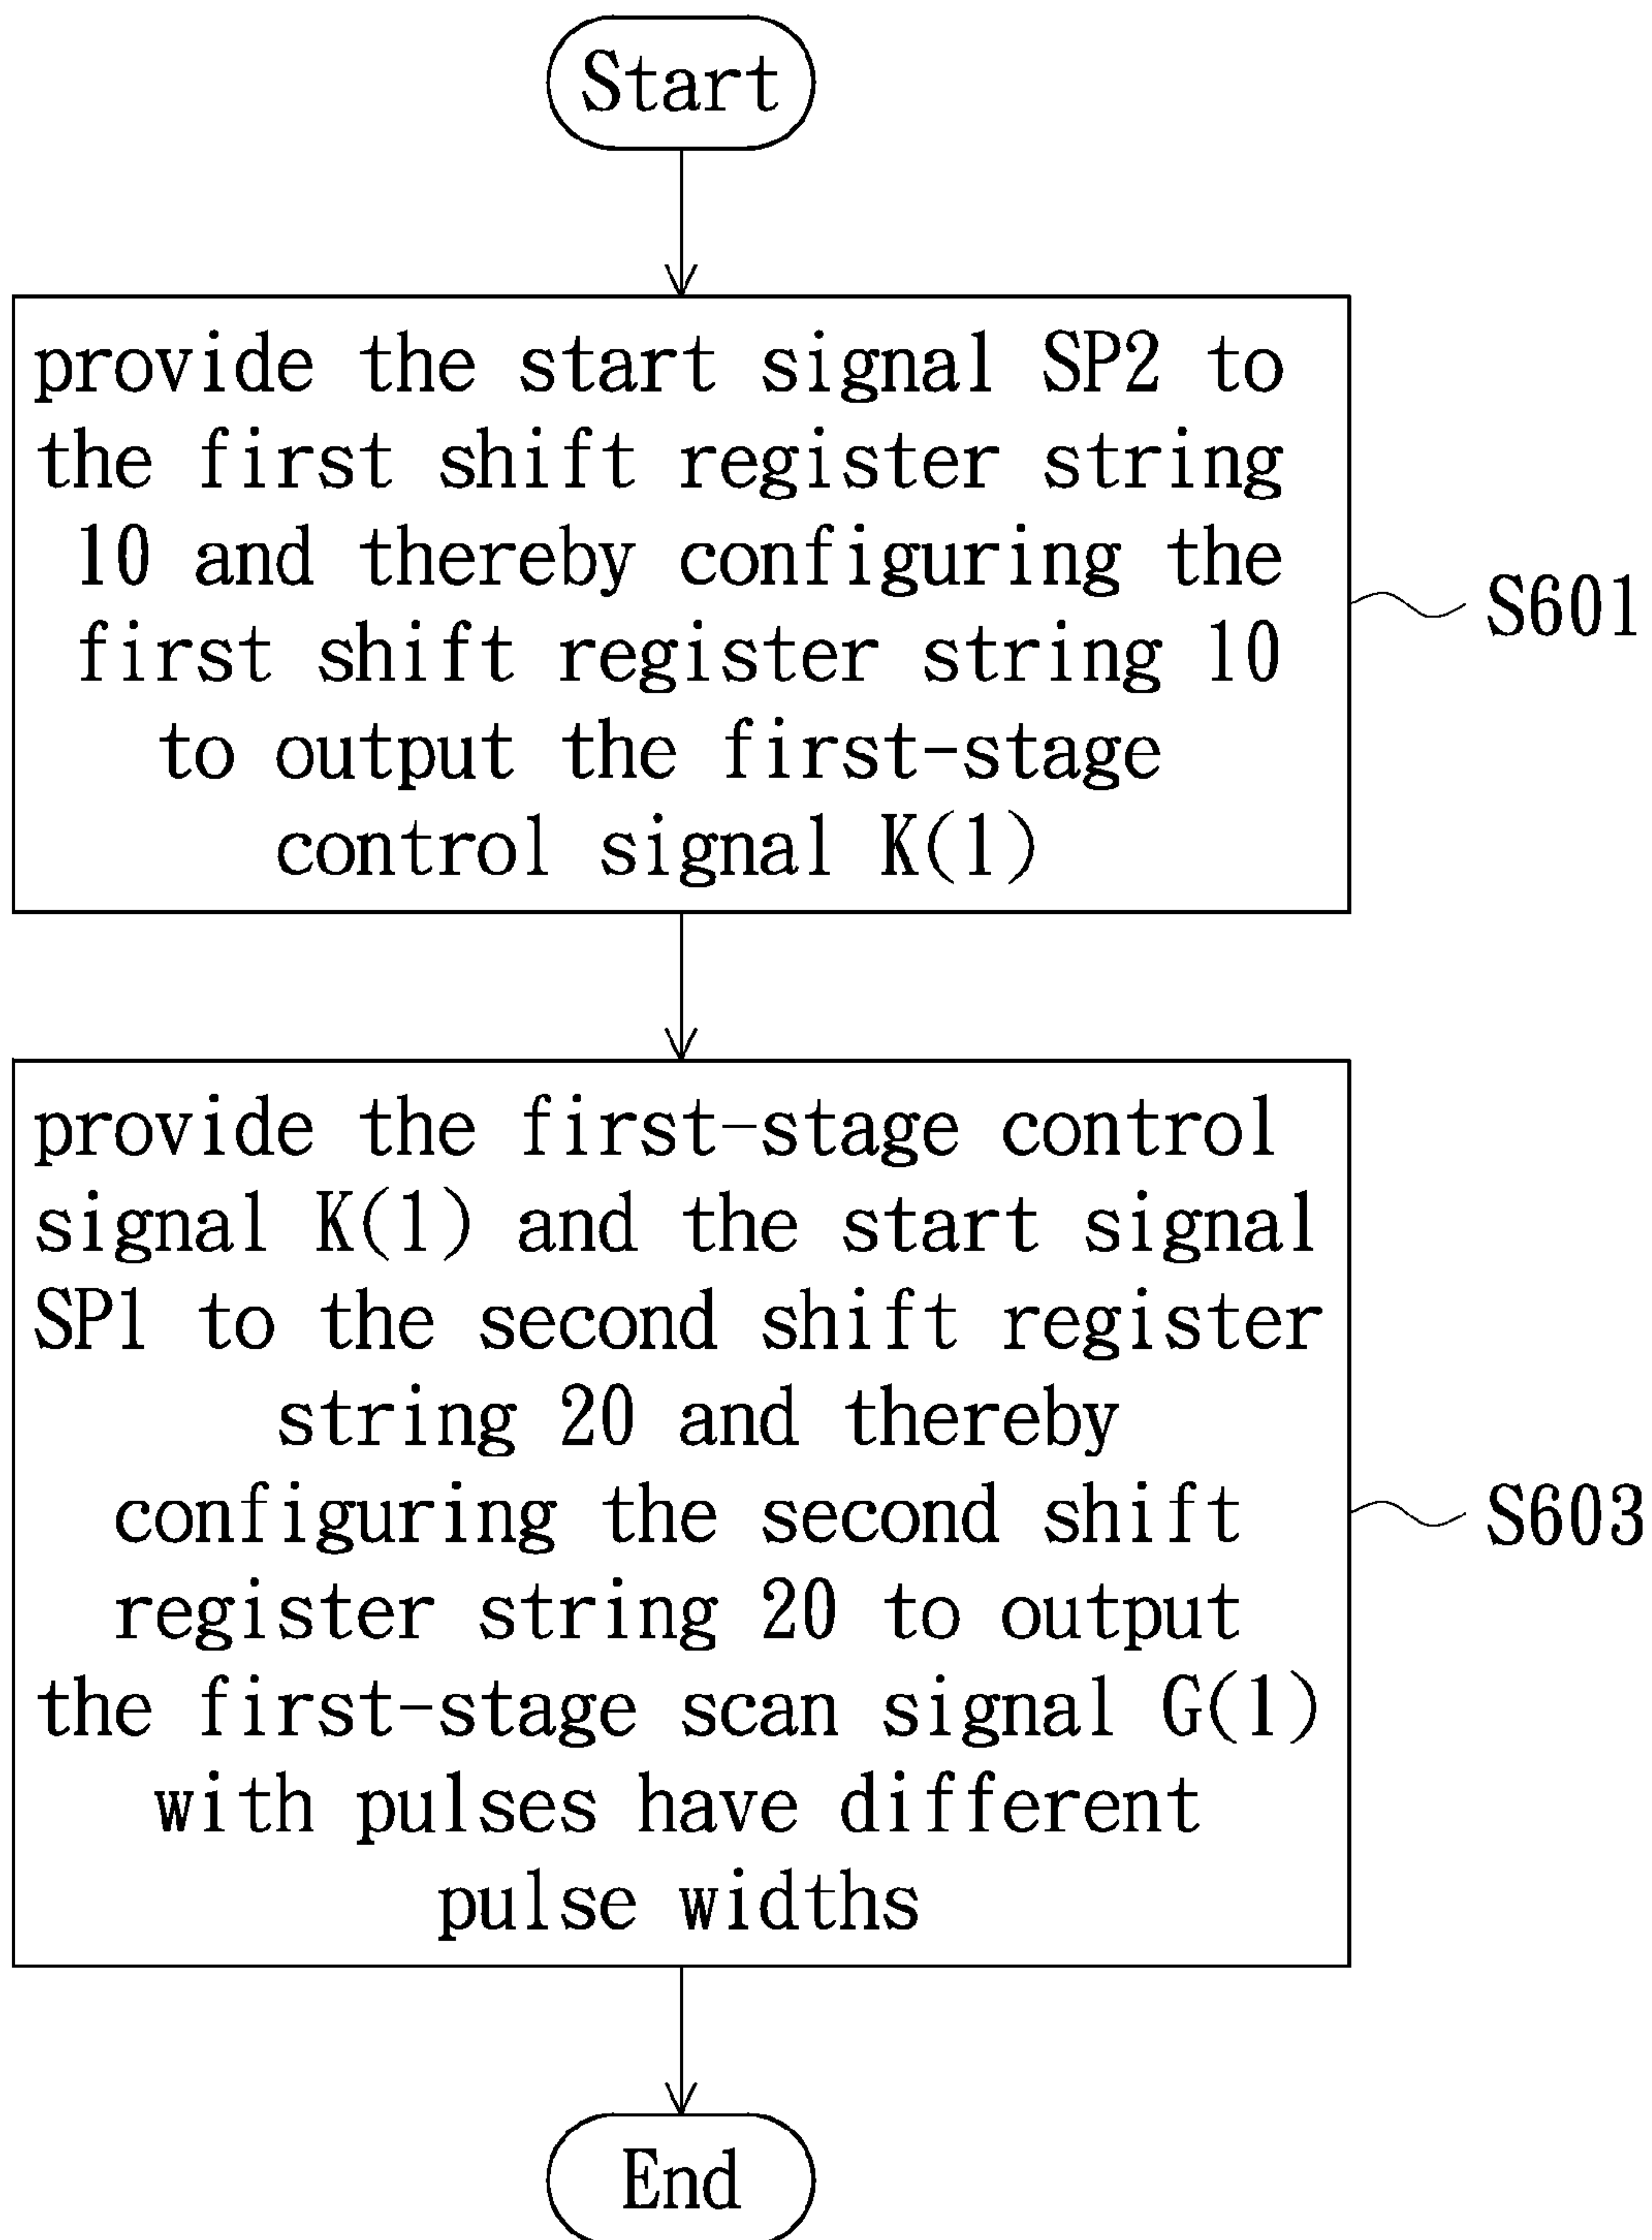 Start
provide the start signal SP2 to
the first shift register string
10 and thereby configuring the
first shift register string 10
to output the first-stage
control signal K(1)
S601
provide the first-stage control
signal K(1) and the start signal
SP1 to the second shift register
string 20 and thereby
configuring the second shift
register string 20 to output
the first-stage scan signal G(1)
with pulses have different
pulse widths
S603
End